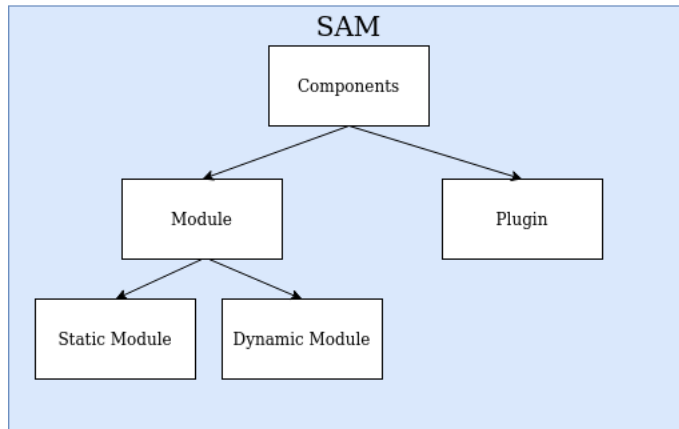 SAM
Components
Module
Plugin
Static Module
Dynamic Module